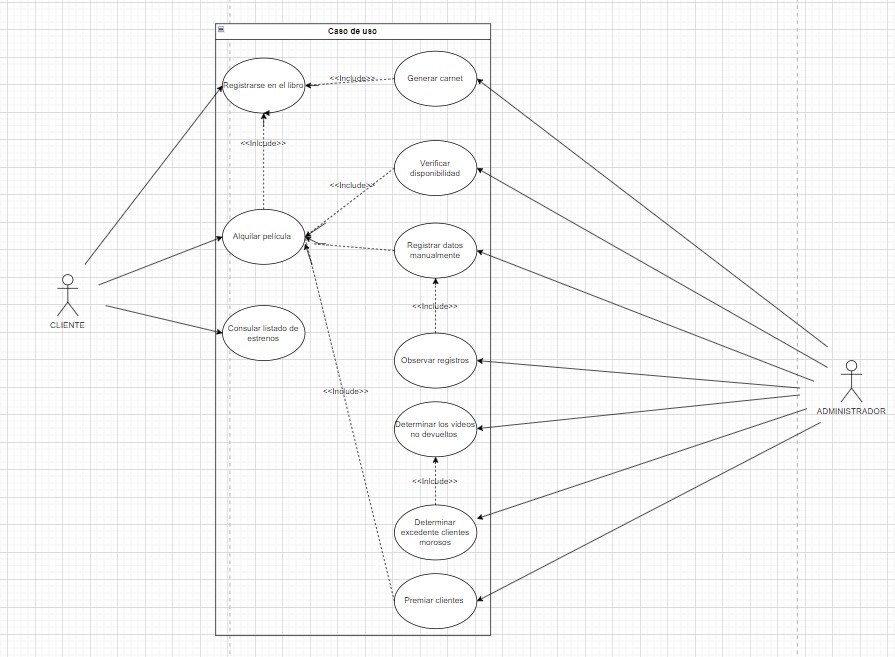 Caso de uso
Registrarse en el libro
<<Include>>
Generar carnet
<<Inlcude>>
Verificar
disponibilidad
<<Include>>
Alquilar película
Registrar datos
manualmente
<<Include>>
CLIENTE
Consular listado de
estrenos
Observar registros
<<Include>>
ADMINISTRADOR
Determinar los videos
no devueltos
<<Inlcude>>
Determinar
excedente clientes
morosos
Premiar clientes